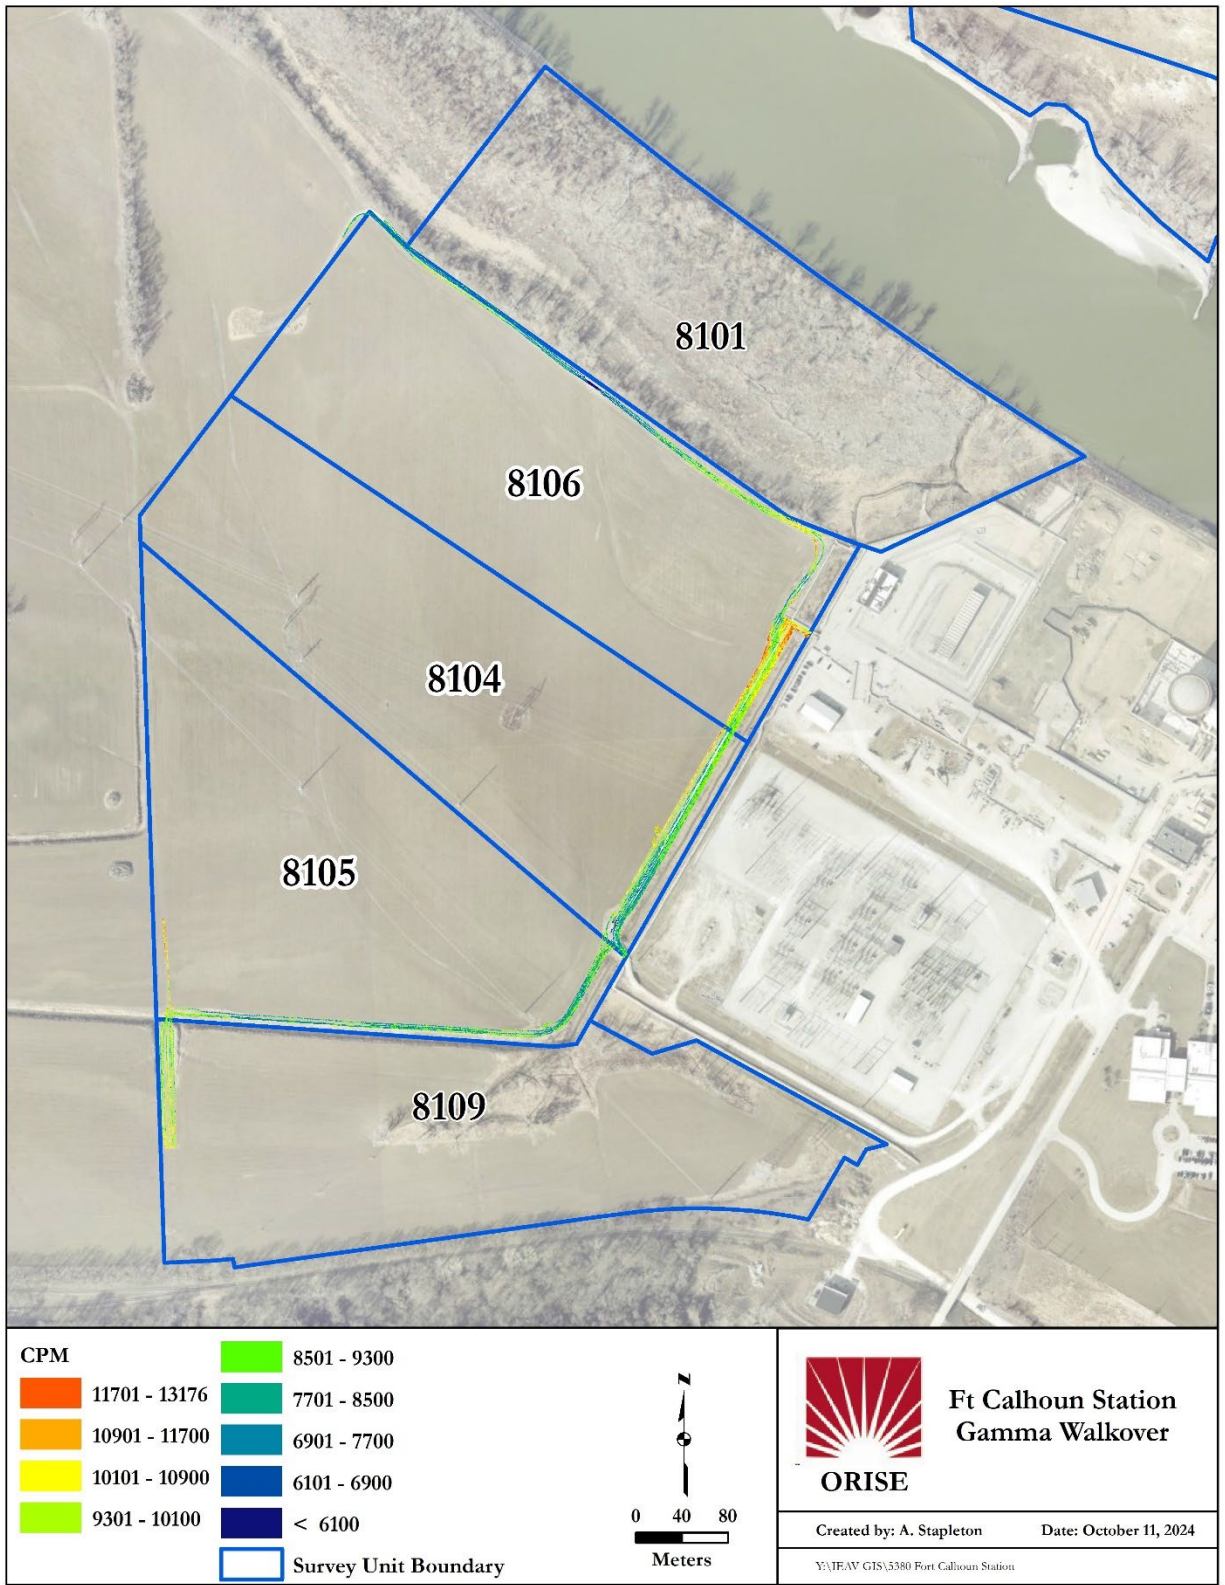 8101
8106
8104
8105
8109
CPM
11701 - 13176
10901 - 11700
10101 - 10900
9301 - 10100
8501 - 9300
7701 - 8500
6901 - 7700
6101 - 6900
< 6100
Survey Unit Boundary
N
0 40 80
Meters
ORISE
Ft Calhoun Station
Gamma Walkover
Created by: A. Stapleton Date: October 11, 2024
Y:\IEAV GIS\5380 Fort Calhoun Station